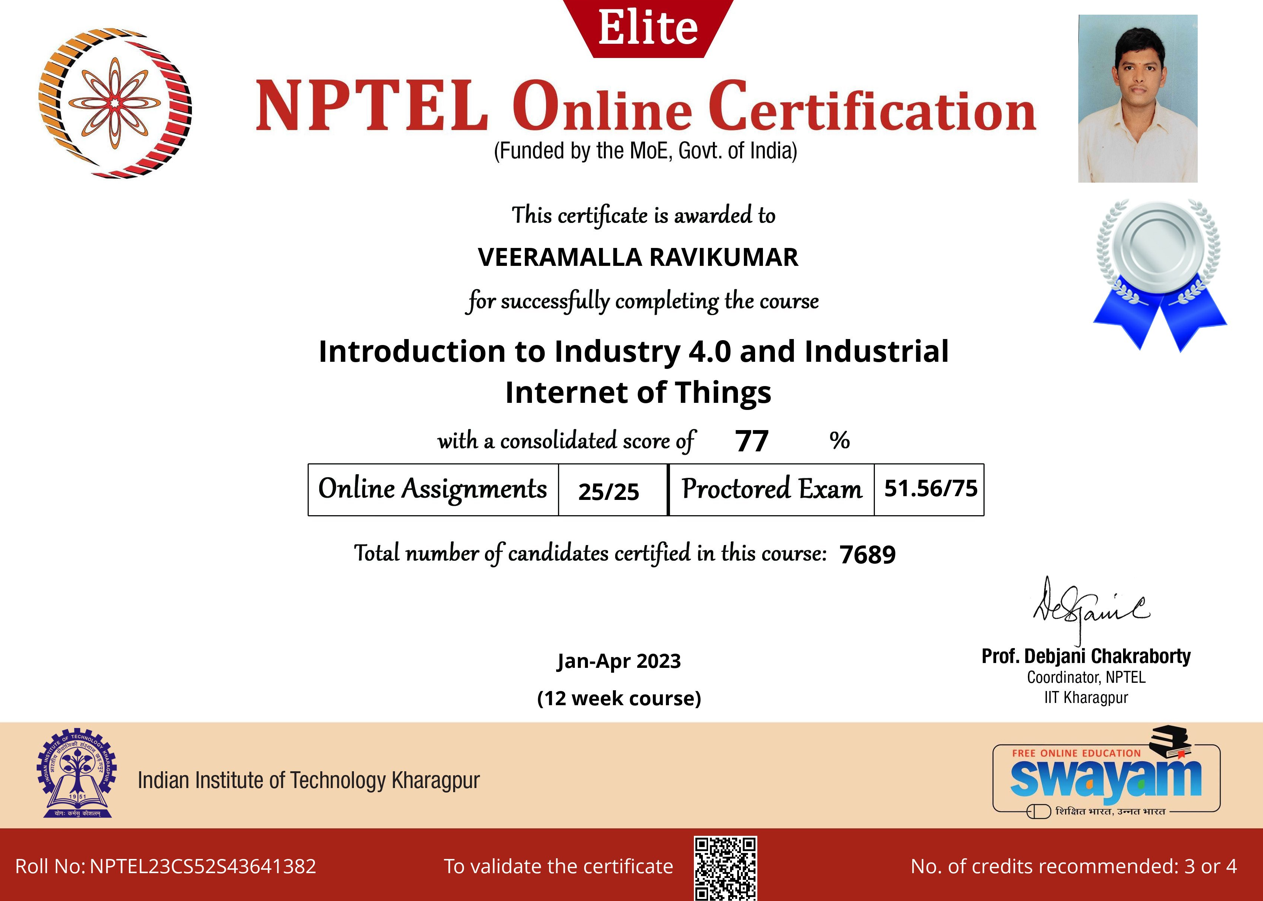 Elite
NPTEL Online Certification
(Funded by the MoE, Govt. of India)
This certificate is awarded to
VEERAMALLA RAVIKUMAR
for successfully completing the course
Introduction to Industry 4.0 and Industrial
Internet of Things
with a consolidated score of 77 %
Online Assignments 25/25 Proctored Exam 51.56/75
Total number of candidates certified in this course: 7689
Jan-Apr 2023
(12 week course)
Prof. Debjani Chakraborty
Coordinator, NPTEL
IIT Kharagpur
INDIAN INSTITUTE OF TECHNOLOGY KHARAGPUR
1951
योगः कर्मसु कौशलम्
Indian Institute of Technology Kharagpur
FREE ONLINE EDUCATION
swayam
शिक्षित भारत, उन्नत भारत
Roll No: NPTEL23CS52S43641382
To validate the certificate
No. of credits recommended: 3 or 4